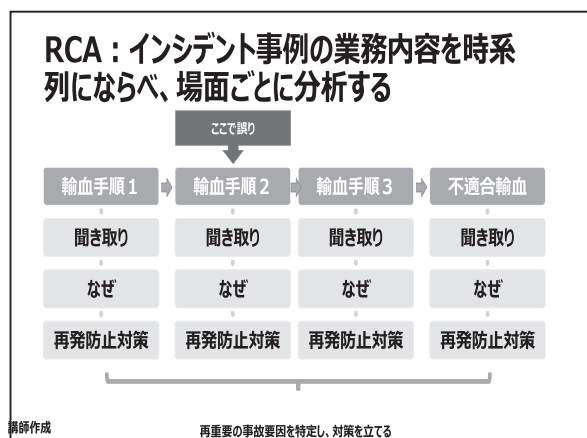 RCA：インシデント事例の業務内容を時系
列にならべ、場面ごとに分析する
ここで誤り
輸血手順１
輸血手順２
輸血手順３
不適合輸血
聞き取り
聞き取り
聞き取り
聞き取り
なぜ
なぜ
なぜ
なぜ
再発防止対策
再発防止対策
再発防止対策
再発防止対策
講師作成
再重要の事故要因を特定し、対策を立てる